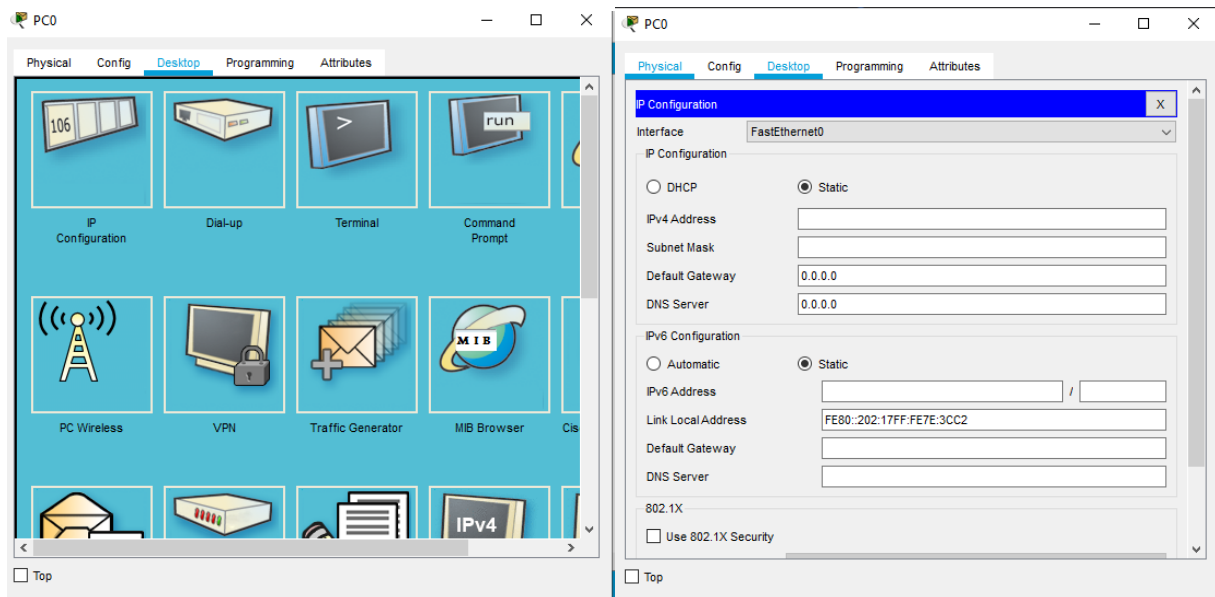 PC0
Physical Config Desktop Programming Attributes
106
>
run
IP
Configuration
Dial-up
Terminal
Command
Prompt
MIB
PC Wireless
VPN
Traffic Generator
MIB Browser
Cis
IPv4
Top
PC0
Physical Config Desktop Programming Attributes
IP Configuration
X
Interface FastEthernet0
IP Configuration
DHCP Static
IPv4 Address
Subnet Mask
Default Gateway 0.0.0.0
DNS Server 0.0.0.0
IPv6 Configuration
Automatic Static
IPv6 Address /
Link Local Address FE80::202:17FF:FE7E:3CC2
Default Gateway
DNS Server
802.1X
Use 802.1X Security
Top